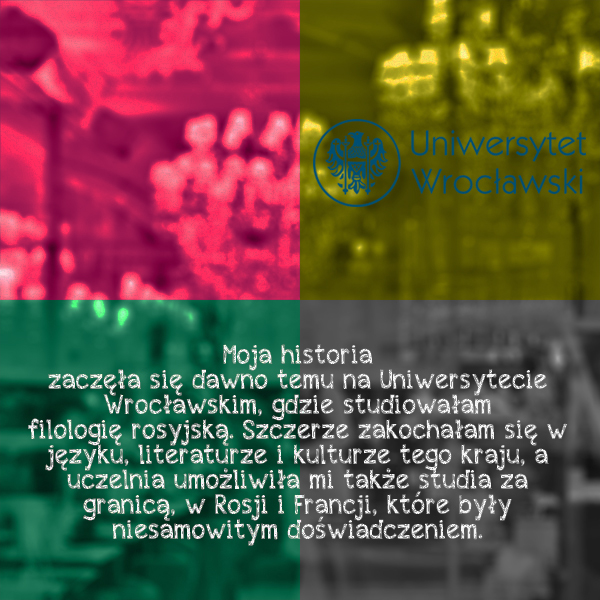 Uniwersytet
Wrocławski
Moja historia
zaczęła się dawno temu na Uniwersytecie
Wrocławskim, gdzie studiowałam
filologię rosyjską. Szczerze zakochałam się w
języku, literaturze i kulturze tego kraju, a
uczelnia umożliwiła mi także studia za
granicą, w Rosji i Francji, które były
niesamowitym doświadczeniem.